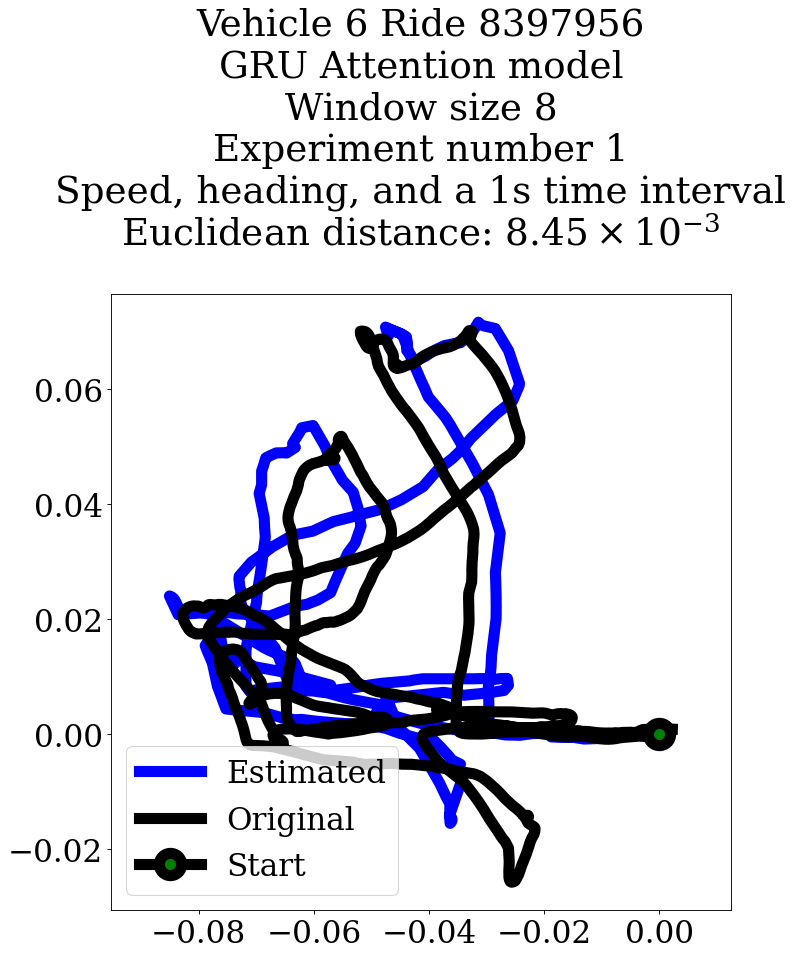 Vehicle 6 Ride 8397956
GRU Attention model
Window size 8
Experiment number 1
Speed, heading, and a 1s time interval
Euclidean distance: 8.45 × 10⁻³
0.06
0.04
0.02
0.00
−0.02
Estimated
Original
Start
−0.08 −0.06 −0.04 −0.02 0.00